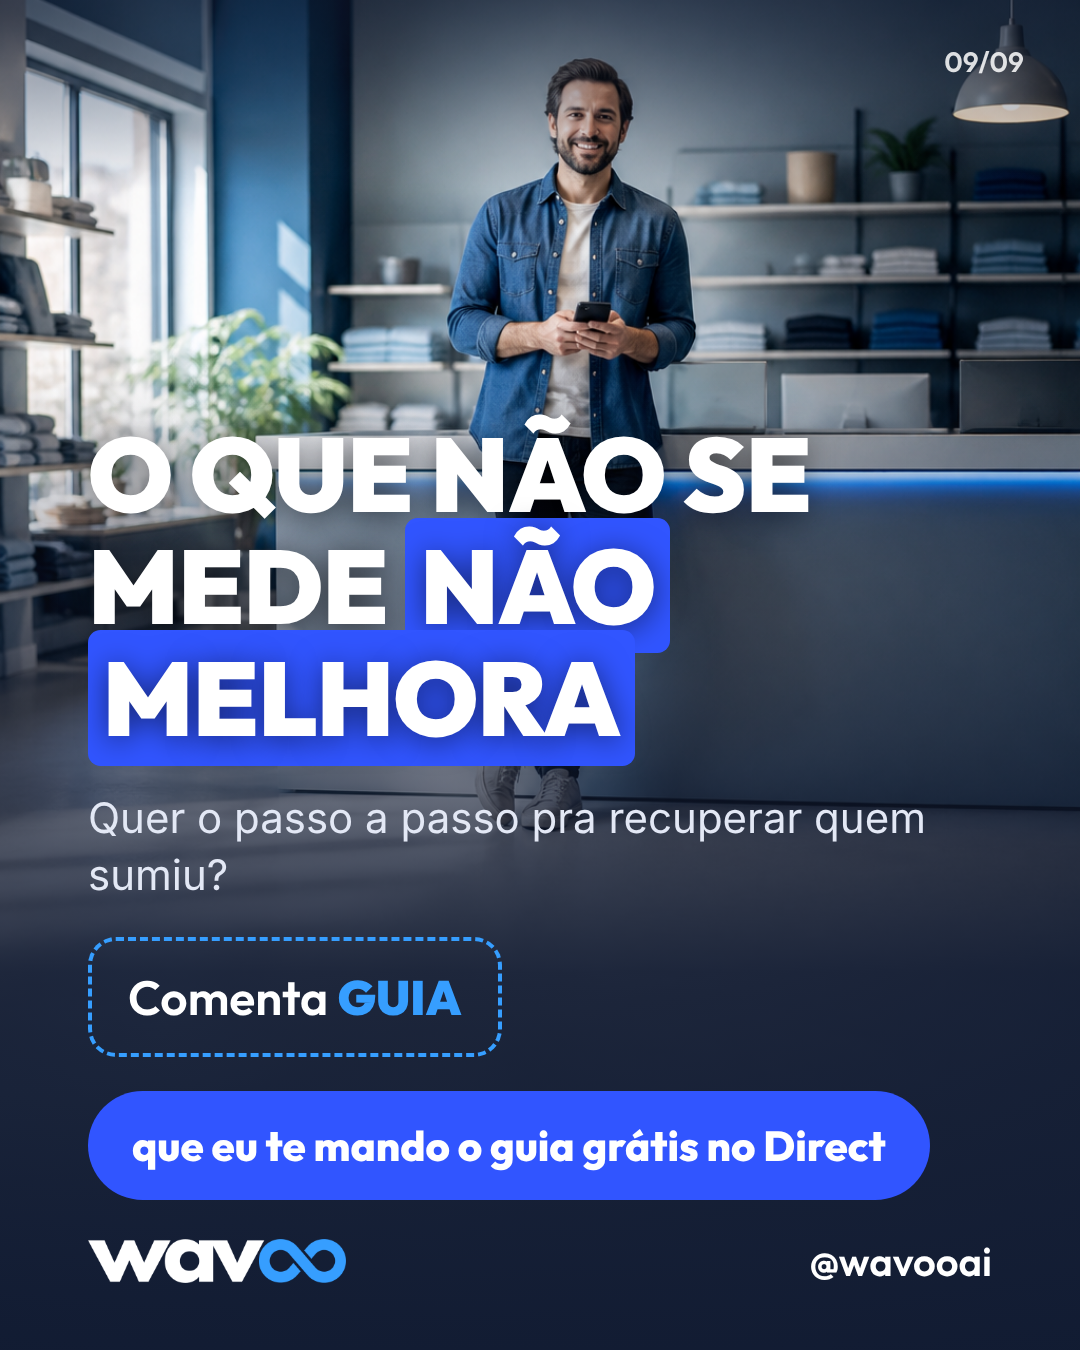 09/09
O QUE NÃO SE
MEDE NÃO
MELHORA
Quer o passo a passo pra recuperar quem
sumiu?
Comenta GUIA
que eu te mando o guia grátis no Direct
wavoo
@wavooai